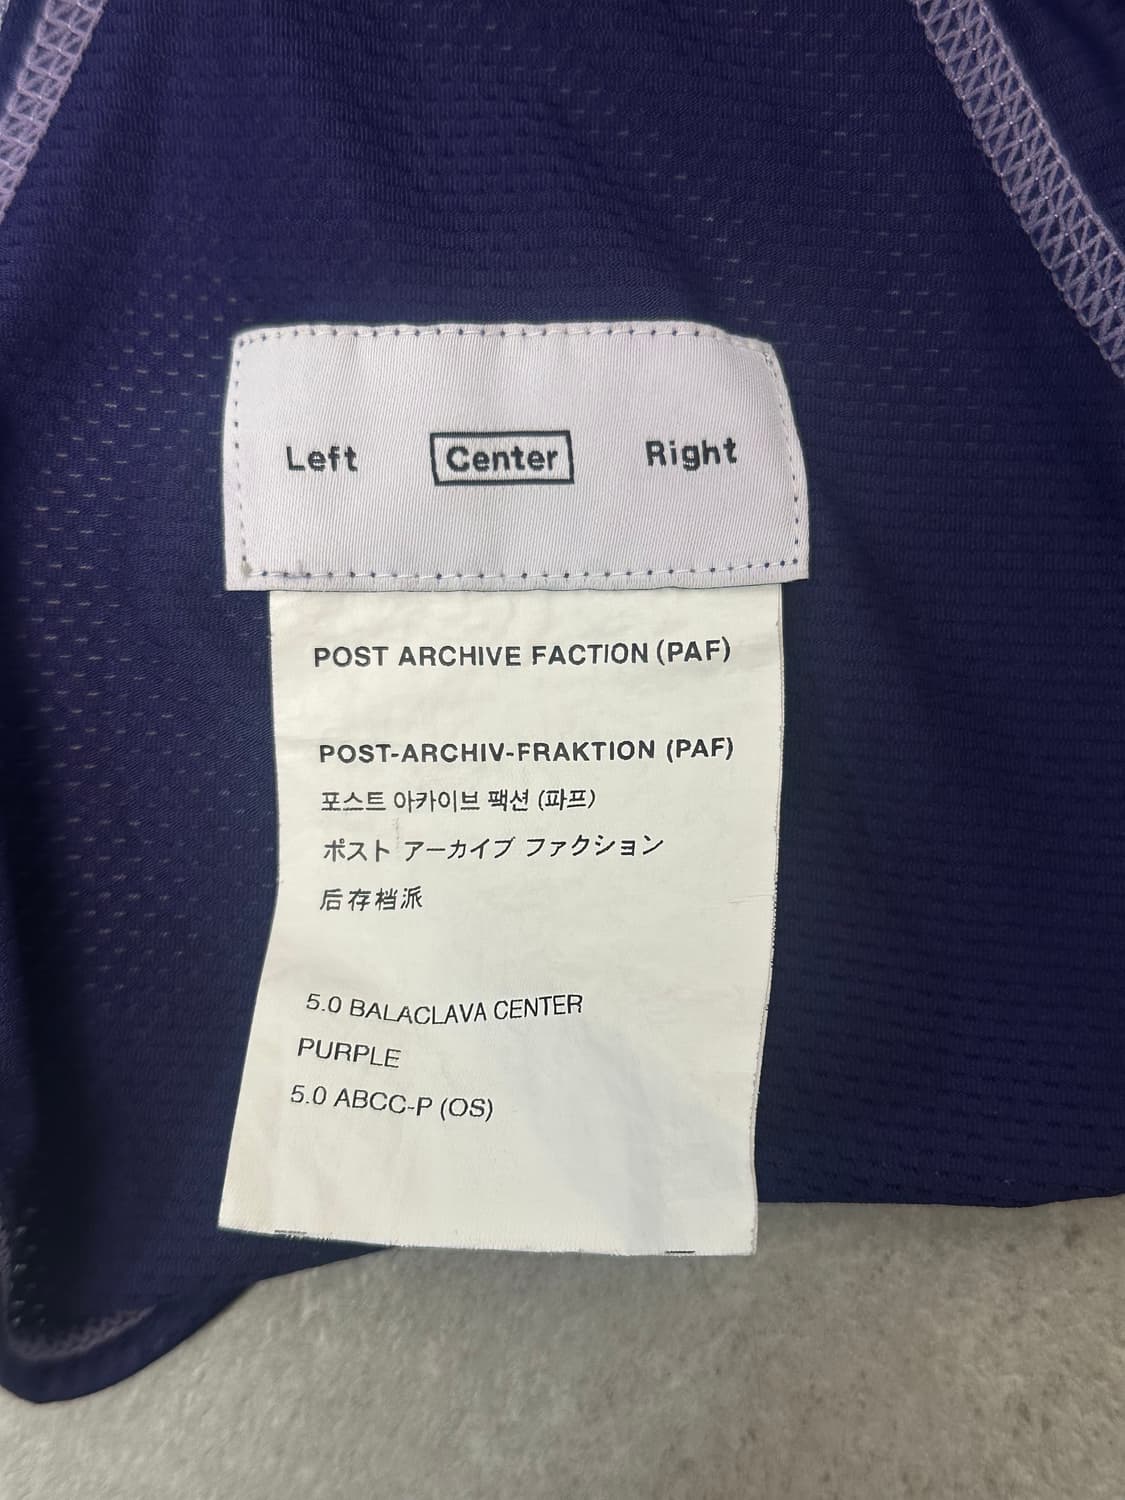 Left Center Right
POST ARCHIVE FACTION (PAF)
POST-ARCHIV-FRAKTION (PAF)
포스트 아카이브 팩션 (파프)
ポスト アーカイブ ファクション
后存档派
5.0 BALACLAVA CENTER
PURPLE
5.0 ABCC-P (OS)